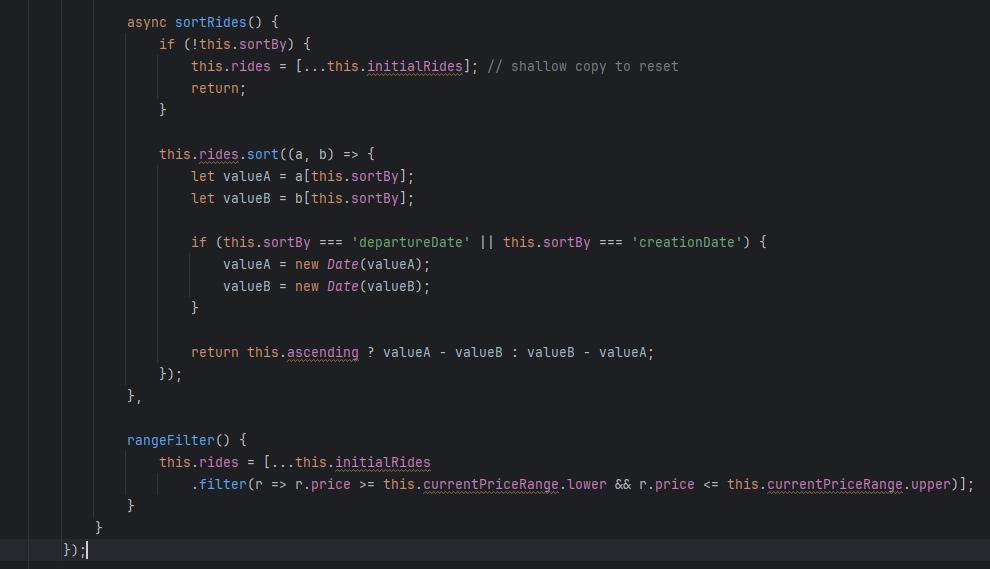 async sortRides() {
if (!this.sortBy) {
this.rides = [...this.initialRides]; // shallow copy to reset
return;
}
this.rides.sort((a, b) => {
let valueA = a[this.sortBy];
let valueB = b[this.sortBy];
if (this.sortBy === 'departureDate' || this.sortBy === 'creationDate') {
valueA = new Date(valueA);
valueB = new Date(valueB);
}
return this.ascending ? valueA - valueB : valueB - valueA;
});
},
rangeFilter() {
this.rides = [...this.initialRides
.filter(r => r.price >= this.currentPriceRange.lower && r.price <= this.currentPriceRange.upper)];
}
}
});